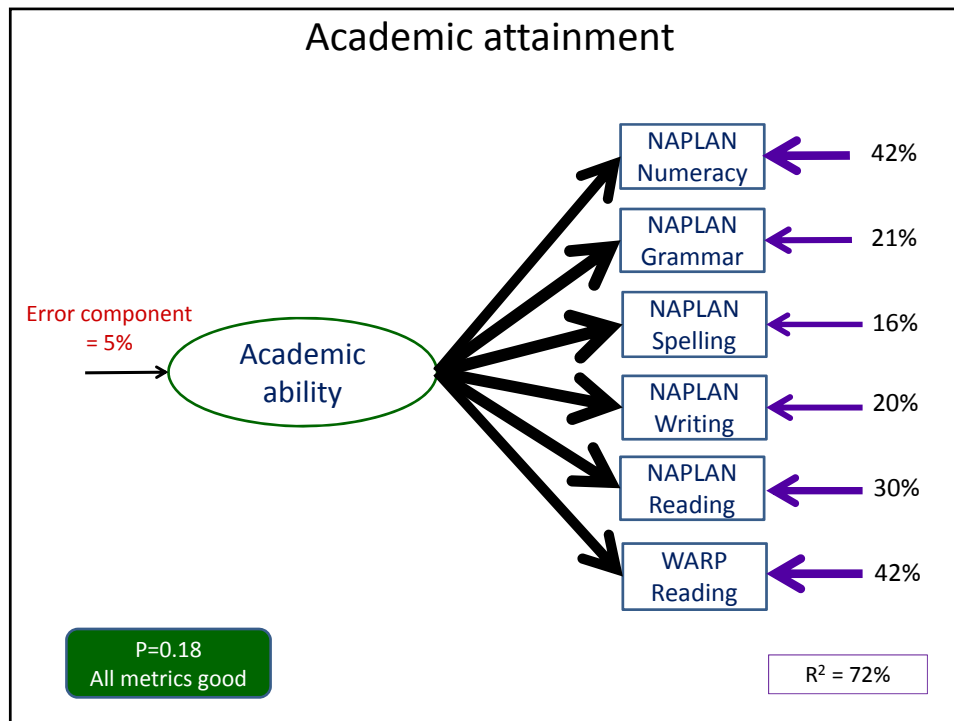 Academic attainment
NAPLAN
Numeracy
42%
NAPLAN
Grammar
21%
Error component
= 5%
NAPLAN
Spelling
16%
Academic
ability
NAPLAN
Writing
20%
NAPLAN
Reading
30%
WARP
Reading
42%
P=0.18
All metrics good
R² = 72%